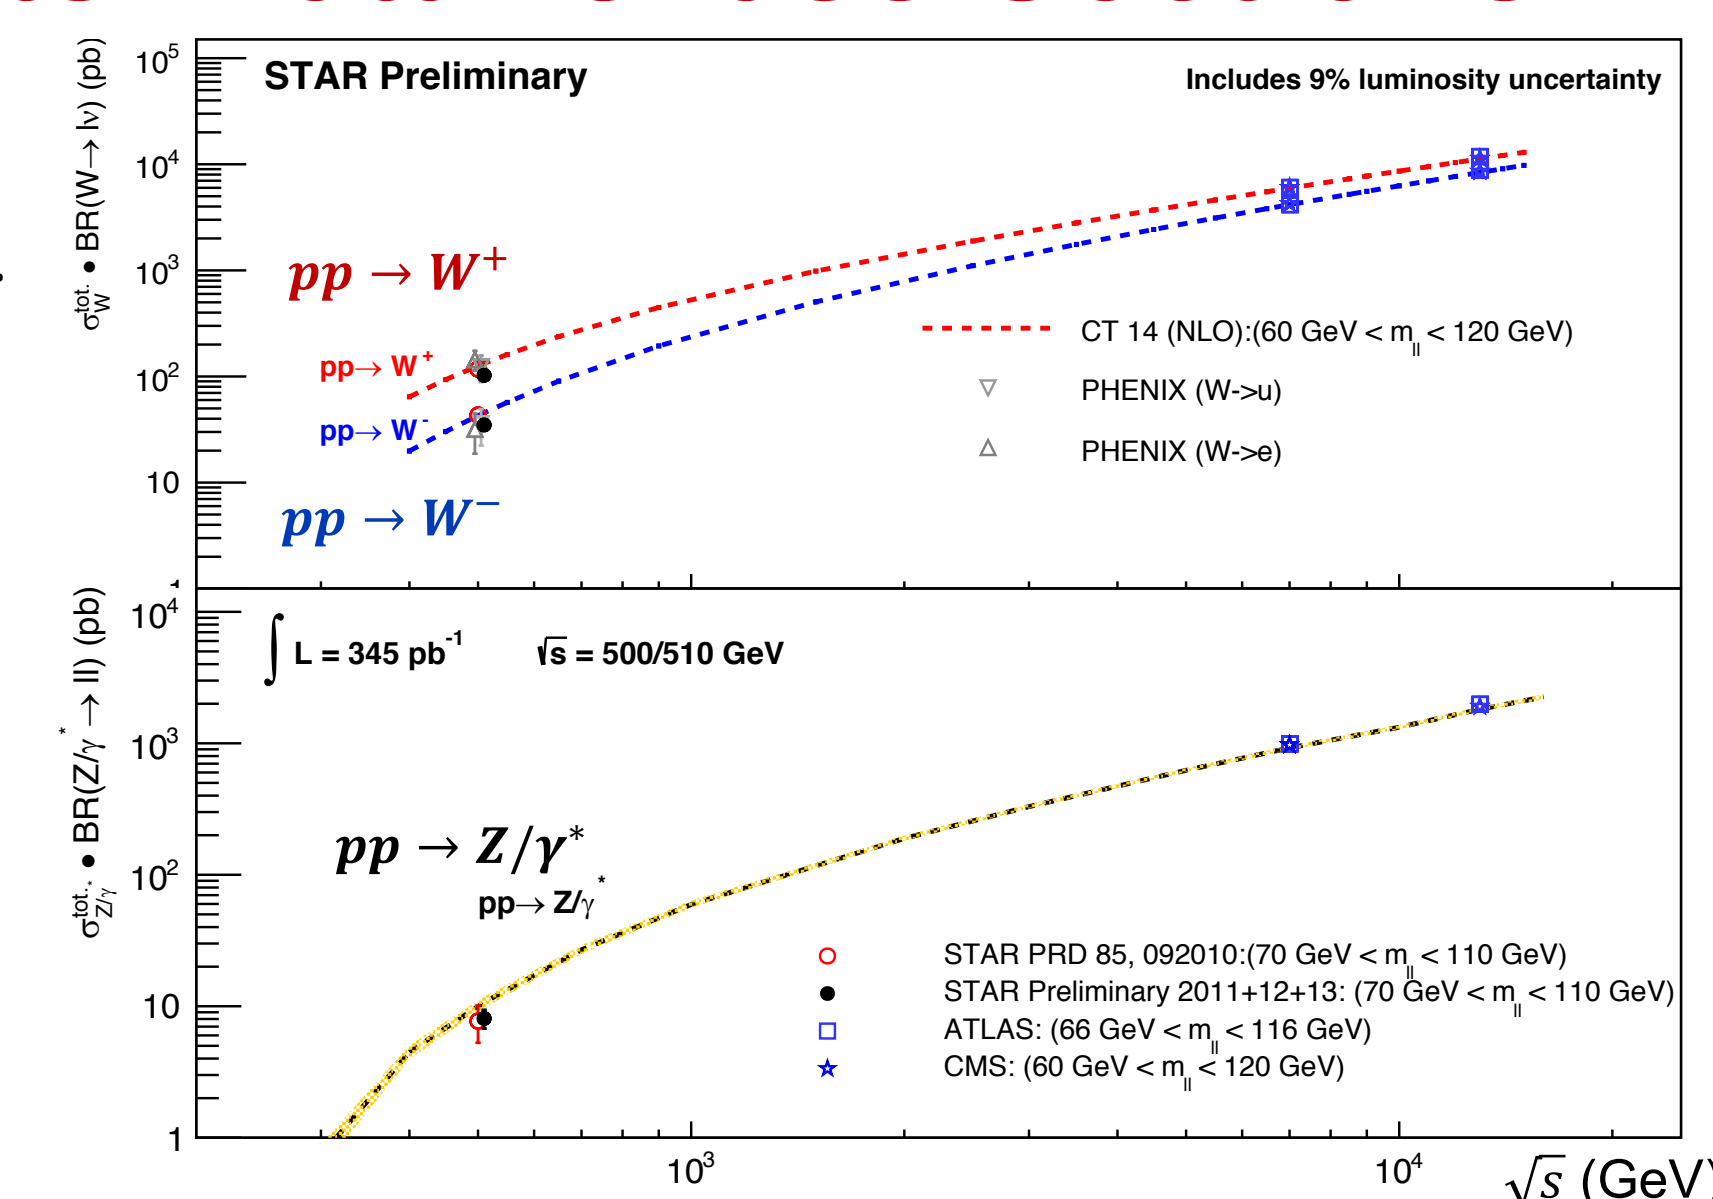 STAR Preliminary
Includes 9% luminosity uncertainty
σ_W^tot. • BR(W→ lν) (pb)
10^5
10^4
10^3
10^2
10
1
pp → W^+
pp→ W^+
pp→ W^-
pp → W^−
CT 14 (NLO):(60 GeV < m_ll < 120 GeV)
PHENIX (W->u)
PHENIX (W->e)
σ_Z/γ*^tot. • BR(Z/γ* → ll) (pb)
10^4
10^3
10^2
10
1
∫ L = 345 pb^-1 √s = 500/510 GeV
pp → Z/γ*
pp→ Z/γ*
STAR PRD 85, 092010:(70 GeV < m_ll < 110 GeV)
STAR Preliminary 2011+12+13: (70 GeV < m_ll < 110 GeV)
ATLAS: (66 GeV < m_ll < 116 GeV)
CMS: (60 GeV < m_ll < 120 GeV)
10^3
10^4
√s (GeV)